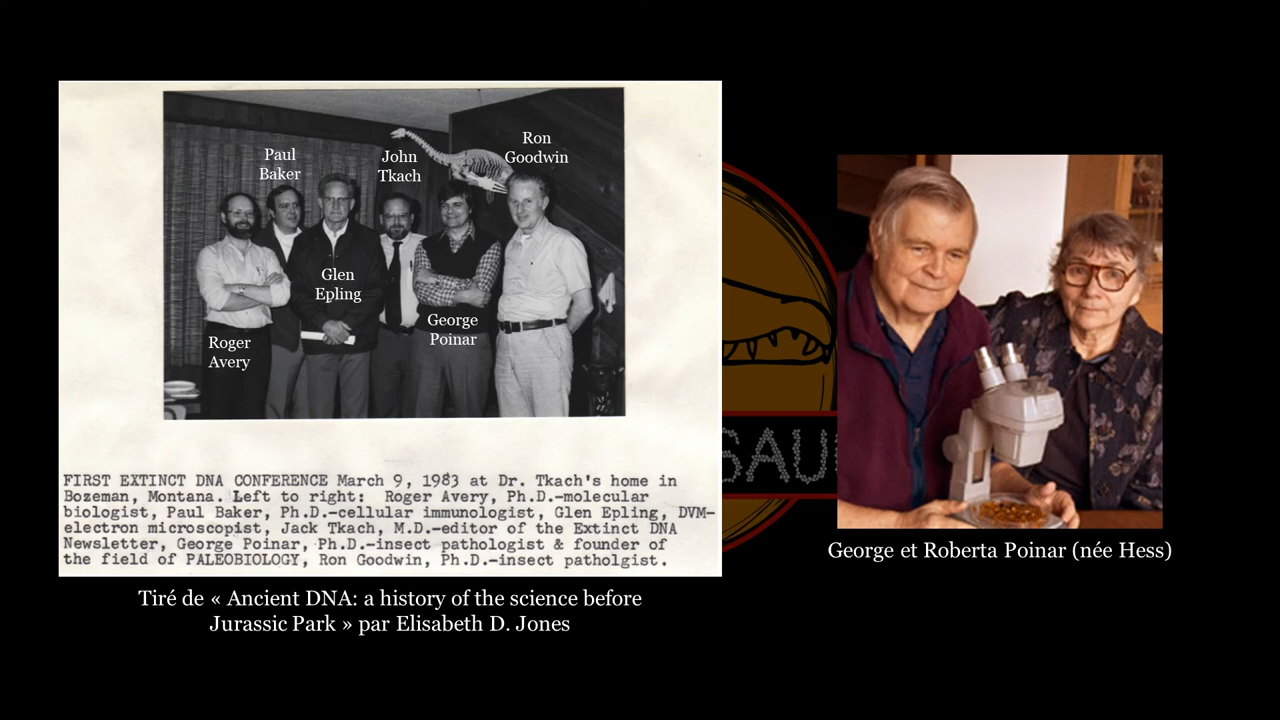 Paul
Baker
John
Tkach
Ron
Goodwin
Glen
Epling
George
Poinar
Roger
Avery
FIRST EXTINCT DNA CONFERENCE March 9, 1983 at Dr. Tkach's home in
Bozeman, Montana. Left to right: Roger Avery, Ph.D.-molecular
biologist, Paul Baker, Ph.D.-cellular immunologist, Glen Epling, DVM-
electron microscopist, Jack Tkach, M.D.-editor of the Extinct DNA
Newsletter, George Poinar, Ph.D.-insect pathologist & founder of
the field of PALEOBIOLOGY, Ron Goodwin, Ph.D.-insect patholgist.
Tiré de « Ancient DNA: a history of the science before
Jurassic Park » par Elisabeth D. Jones
SAU
George et Roberta Poinar (née Hess)